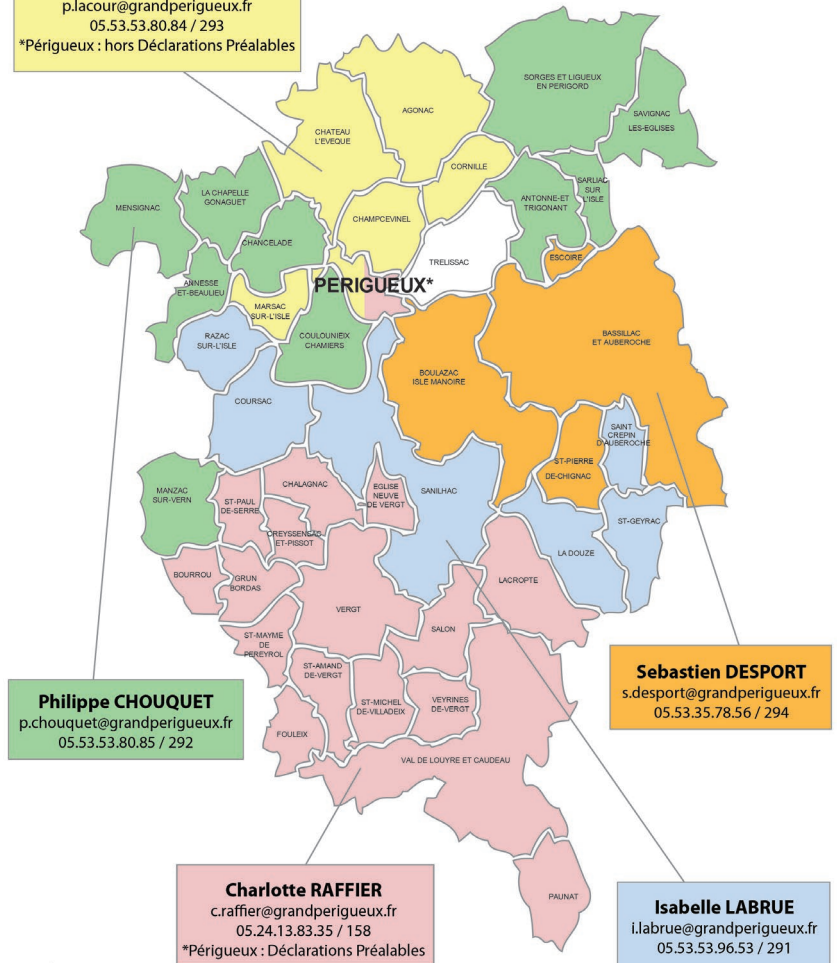 p.lacour@grandperigueux.fr
05.53.53.80.84 / 293
*Périgueux : hors Déclarations Préalables
SORGES ET LIGUEUX
EN PERIGORD
AGONAC
SAVIGNAC
LES-EGLISES
CHATEAU
L'EVEQUE
CORNILLE
SARLIAC
SUR
L'ISLE
LA CHAPELLE
GONAGUET
ANTONNE-ET
TRIGONANT
MENSIGNAC
CHAMPCEVINEL
CHANCELADE
TRELISSAC
ESCOIRE
ANNESSE
ET-BEAULIEU
PERIGUEUX*
MARSAC
SUR-L'ISLE
RAZAC
SUR-L'ISLE
COULOUNIEIX
CHAMIERS
BASSILLAC
ET AUBEROCHE
BOULAZAC
ISLE MANOIRE
COURSAC
SAINT
CREPIN
D'AUBEROCHE
ST-PIERRE
DE-CHIGNAC
MANZAC
SUR-VERN
CHALAGNAC
EGLISE
NEUVE
DE VERGT
SANILHAC
ST-PAUL
DE-SERRE
ST-GEYRAC
CREYSSENSAC
ET-PISSOT
LA DOUZE
BOURROU
GRUN
BORDAS
LACROPTE
VERGT
SALON
ST-MAYME
DE
PEREYROL
ST-AMAND
DE-VERGT
ST-MICHEL
DE-VILLADEIX
VEYRINES
DE-VERGT
FOULEIX
VAL DE LOUYRE ET CAUDEAU
PAUNAT
Sebastien DESPORT
s.desport@grandperigueux.fr
05.53.35.78.56 / 294
Philippe CHOUQUET
p.chouquet@grandperigueux.fr
05.53.53.80.85 / 292
Charlotte RAFFIER
c.raffier@grandperigueux.fr
05.24.13.83.35 / 158
*Périgueux : Déclarations Préalables
Isabelle LABRUE
i.labrue@grandperigueux.fr
05.53.53.96.53 / 291